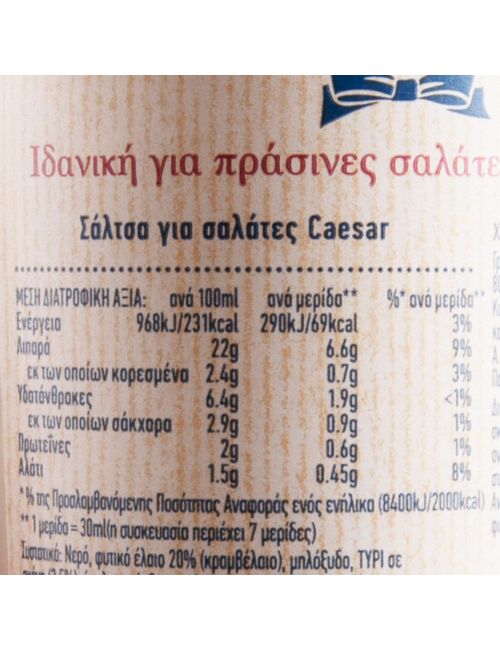 Ιδανική για πράσινες σαλάτε
Σάλτσα για σαλάτες Caesar
ΜΕΣΗ ΔΙΑΤΡΟΦΙΚΗ ΑΞΙΑ: ανά 100ml ανά μερίδα** %* ανά μερίδα**
Ενέργεια 968kJ/231kcal 290kJ/69kcal 3%
Λιπαρά 22g 6.6g 9%
εκ των οποίων κορεσμένα 2.4g 0.7g 3%
Υδατάνθρακες 6.4g 1.9g <1%
εκ των οποίων σάκχαρα 2.9g 0.9g 1%
Πρωτεΐνες 2g 0.6g 1%
Αλάτι 1.5g 0.45g 8%
* % της Προσλαμβανόμενης Ποσότητας Αναφοράς ενός ενήλικα (8400kJ/2000kcal)
** 1 μερίδα = 30ml(η συσκευασία περιέχει 7 μερίδες)
Συστατικά: Νερό, φυτικό έλαιο 20% (κραμβέλαιο), μηλόξυδο, ΤΥΡΙ σε